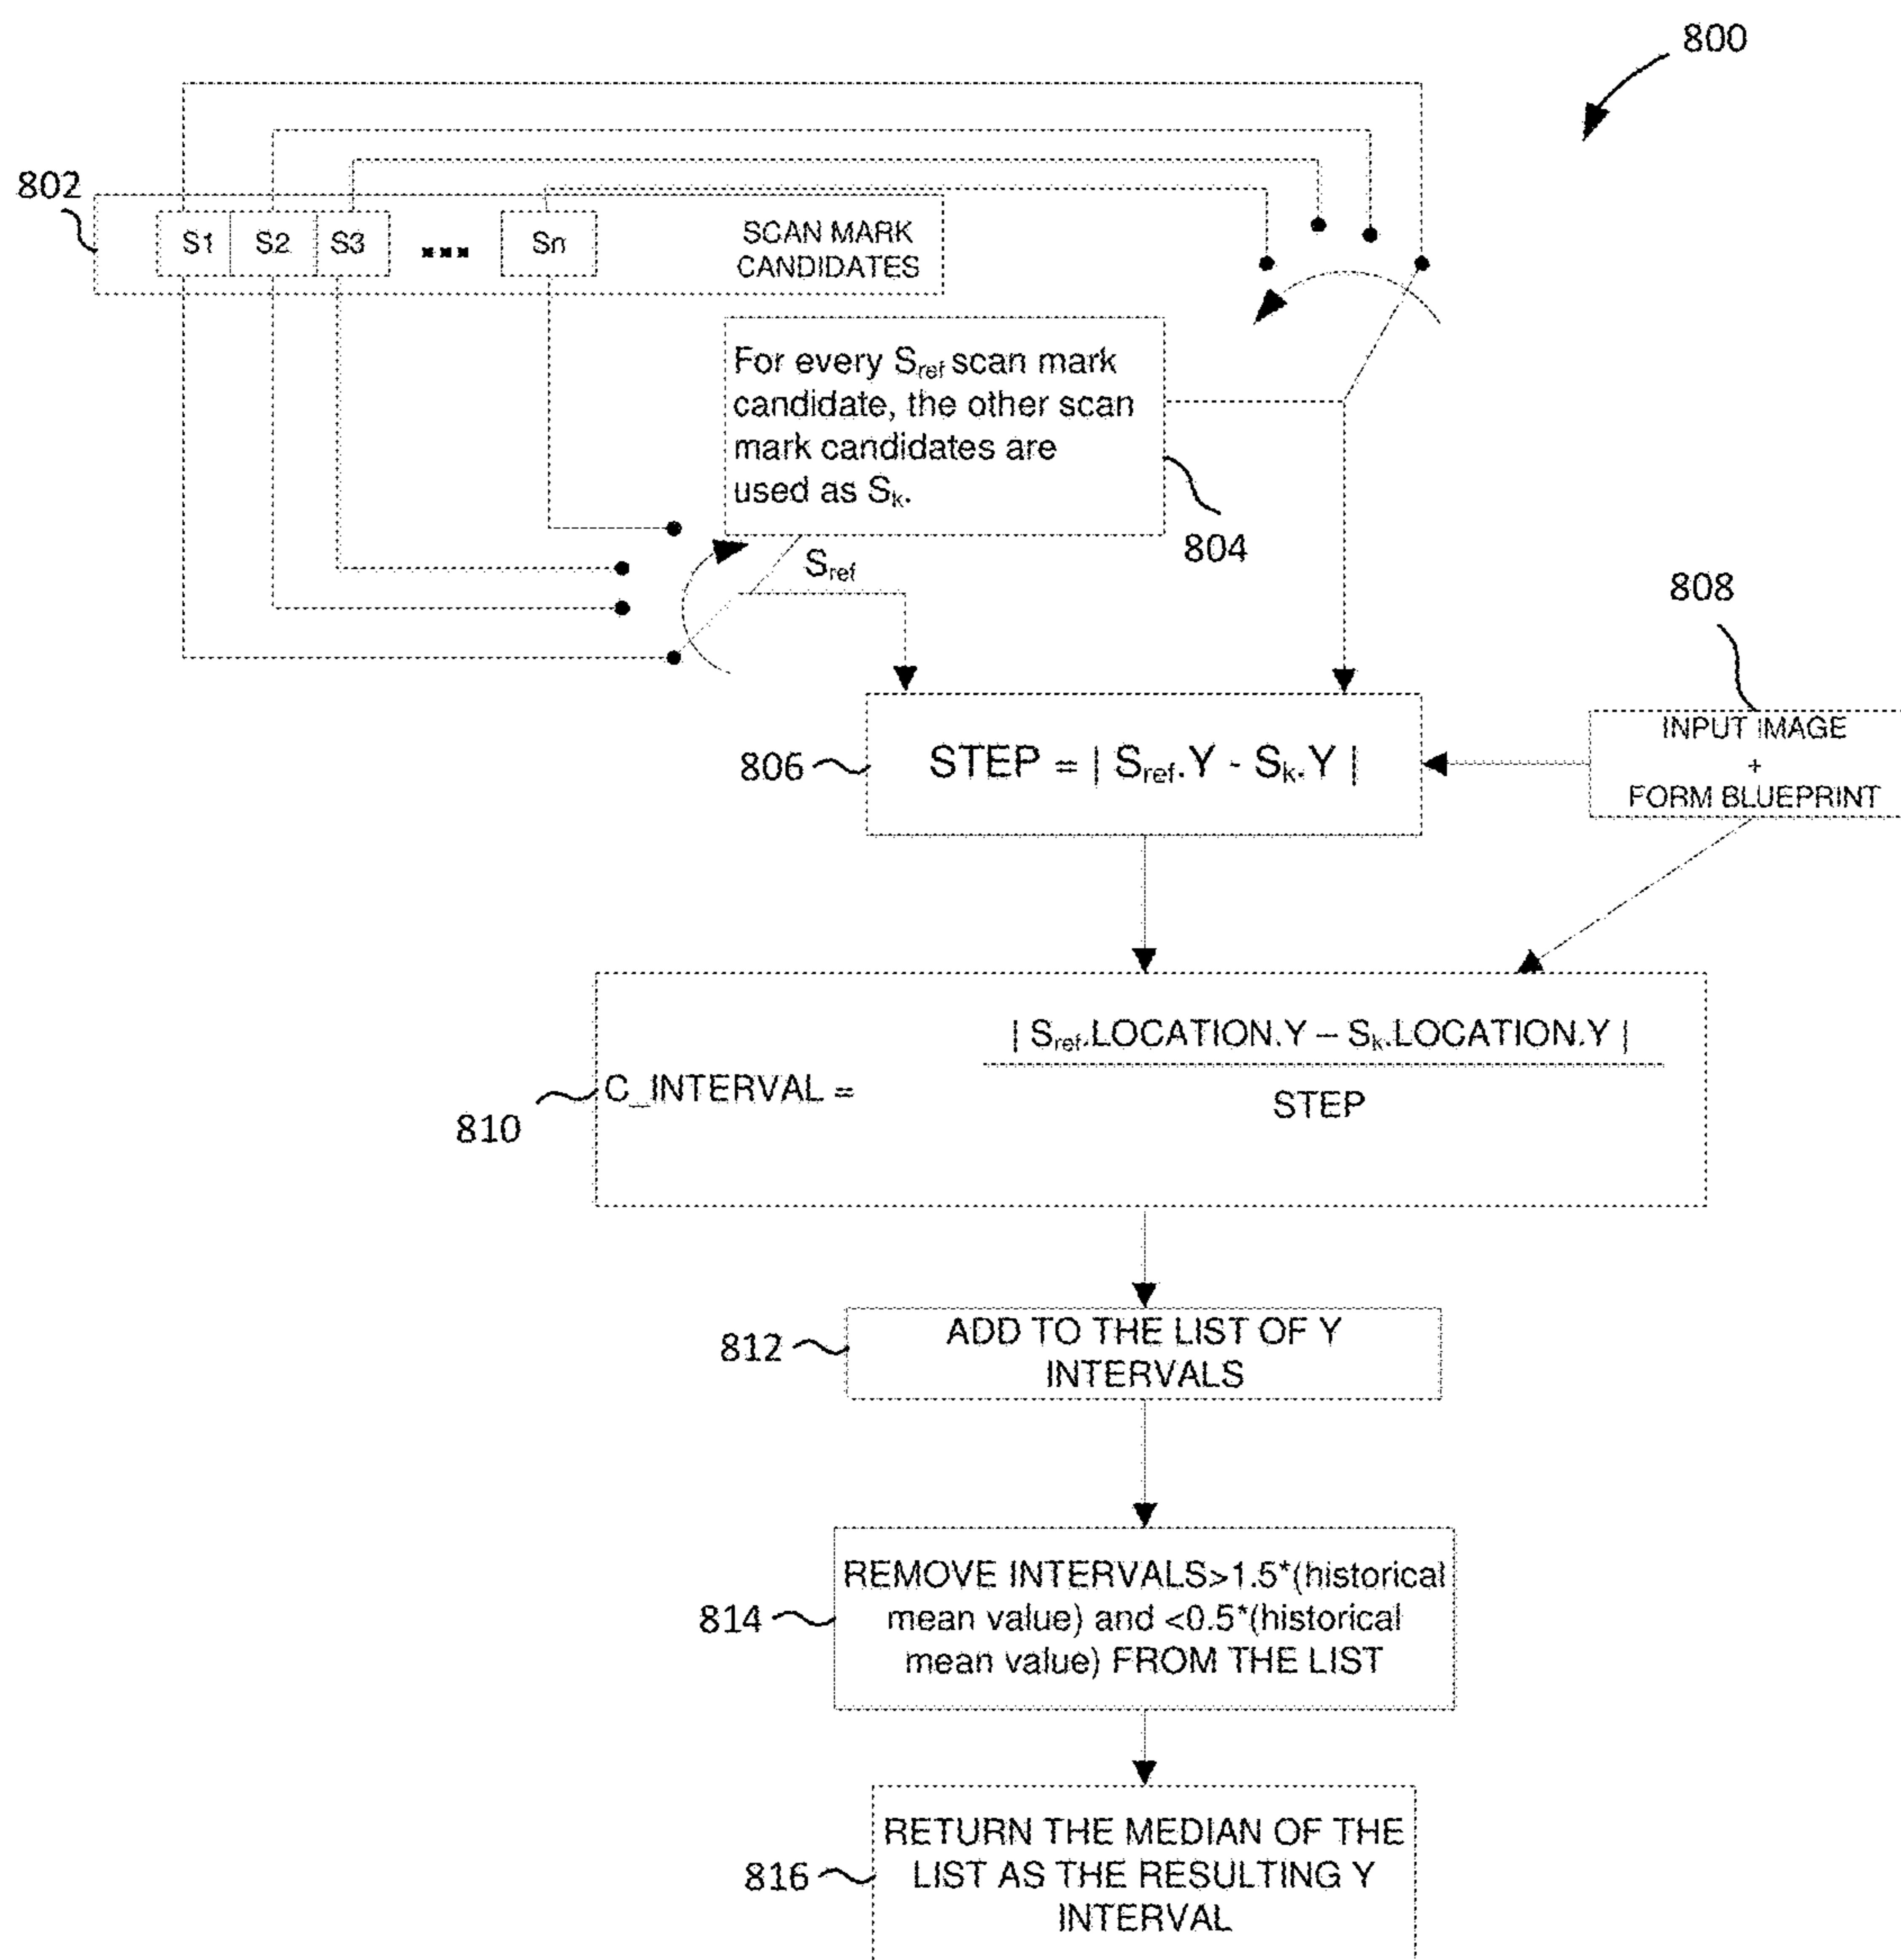 800
802
S1 S2 S3 ... Sn
SCAN MARK
CANDIDATES
For every Sref scan mark
candidate, the other scan
mark candidates are
used as Sk.
804
Sref
808
INPUT IMAGE
+
FORM BLUEPRINT
806
STEP = | Sref.Y - Sk.Y |
| Sref.LOCATION.Y – Sk.LOCATION.Y |
C_INTERVAL =
STEP
810
812
ADD TO THE LIST OF Y
INTERVALS
814
REMOVE INTERVALS>1.5*(historical
mean value) and <0.5*(historical
mean value) FROM THE LIST
816
RETURN THE MEDIAN OF THE
LIST AS THE RESULTING Y
INTERVAL